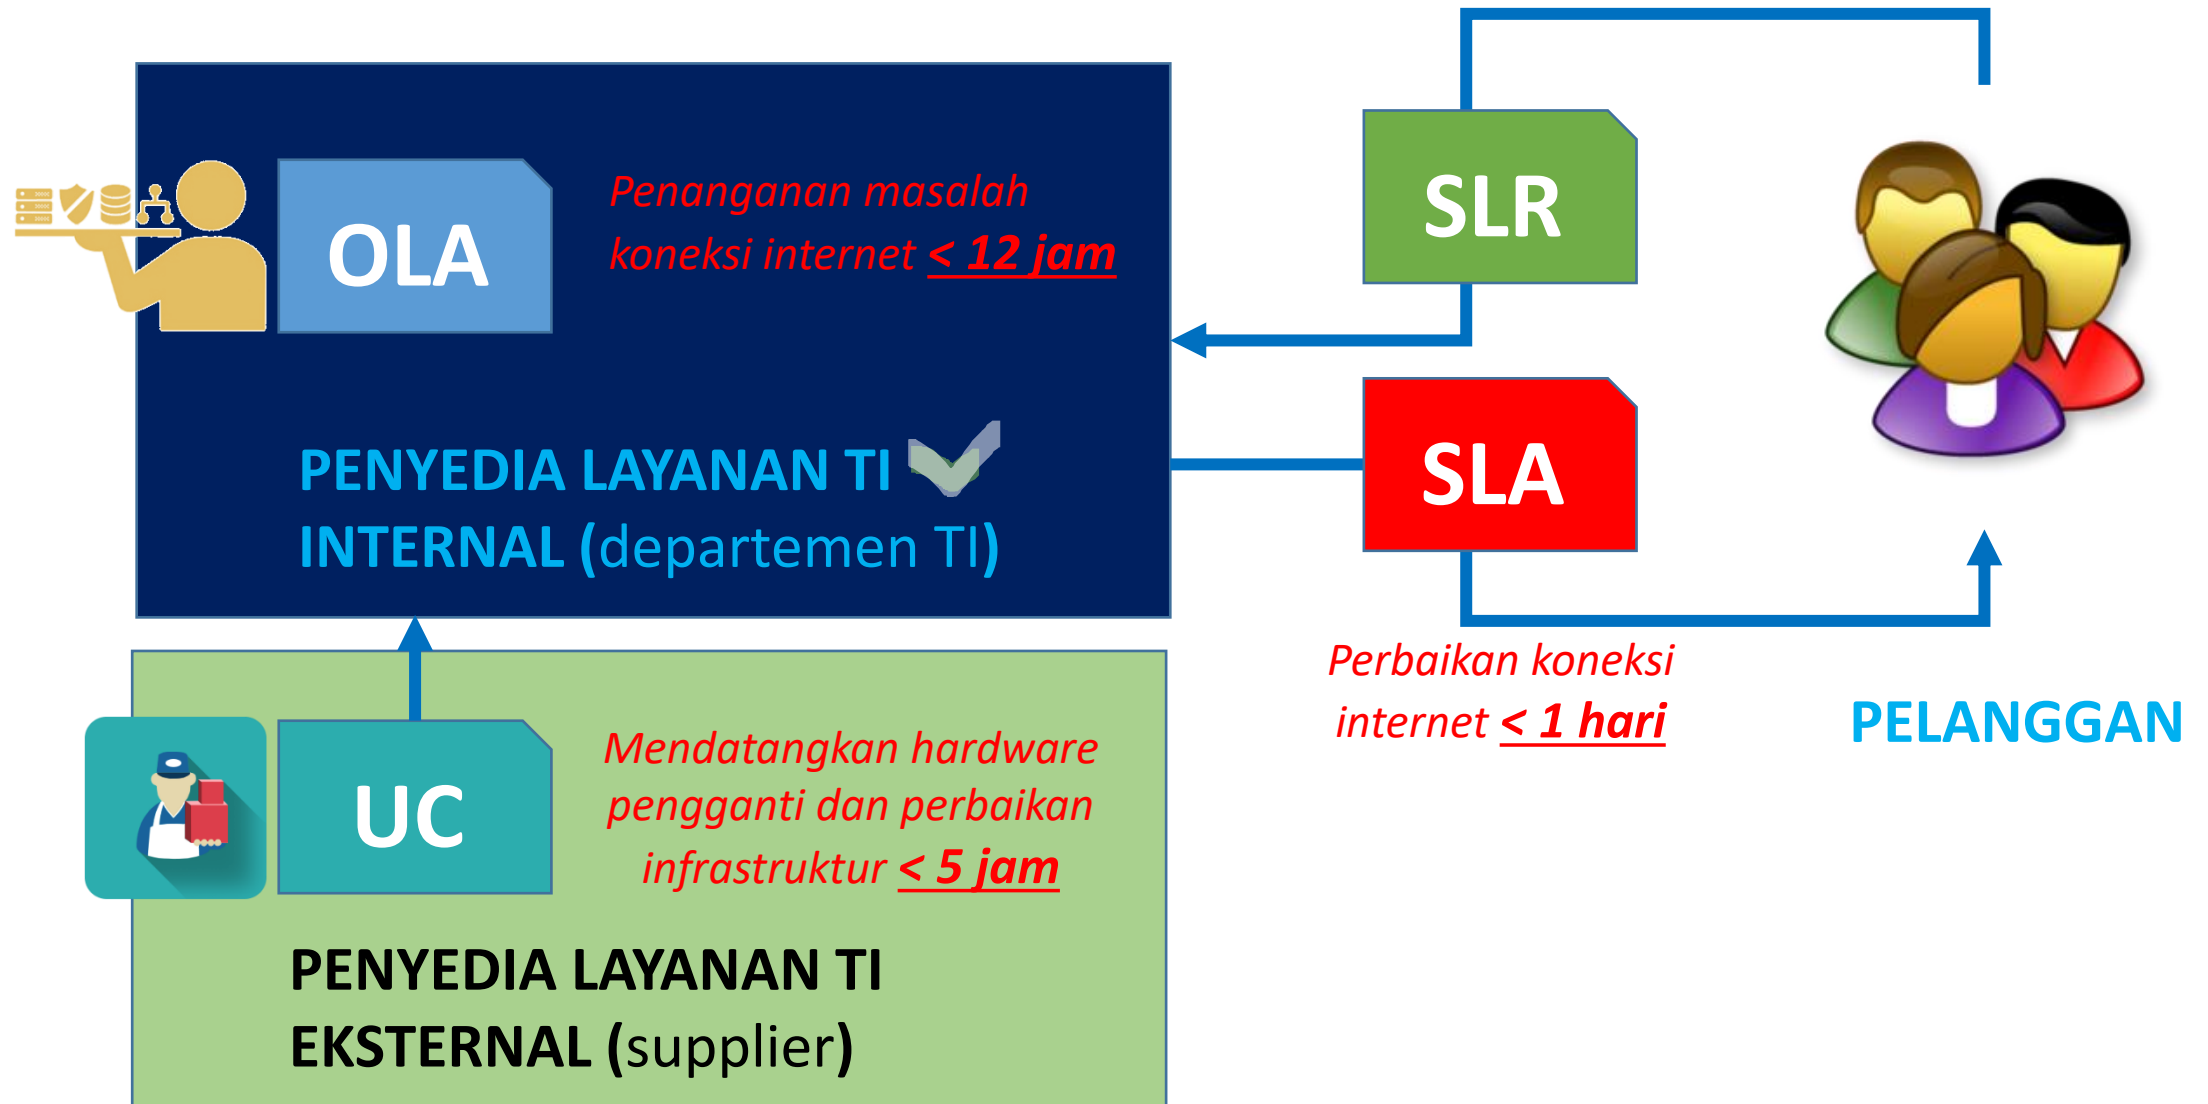 OLA
Penanganan masalah
koneksi internet < 12 jam
PENYEDIA LAYANAN TI
INTERNAL (departemen TI)
SLR
SLA
Perbaikan koneksi
internet < 1 hari
PELANGGAN
UC
Mendatangkan hardware
pengganti dan perbaikan
infrastruktur < 5 jam
PENYEDIA LAYANAN TI
EKSTERNAL (supplier)